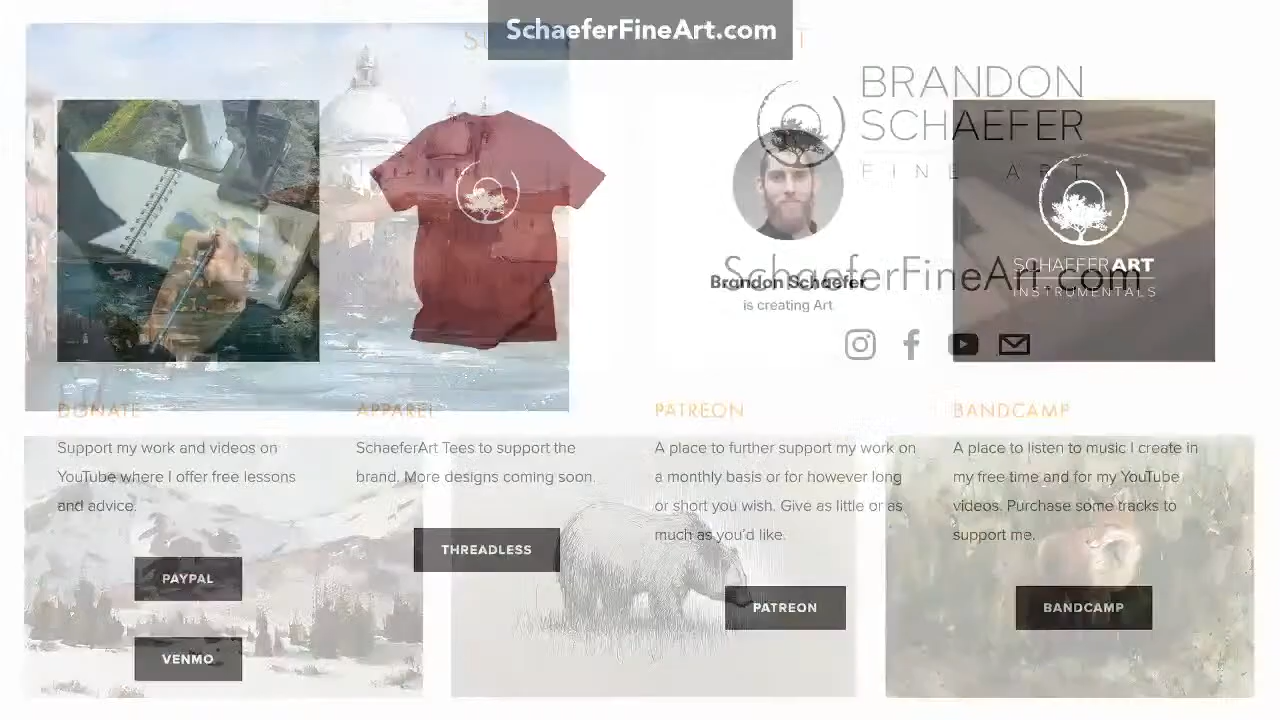 SchaeferFineArt.com
BRANDON
SCHAEFER
FINE ART
SCHAEFERART
INSTRUMENTALS
SchaeferFineArt.com
Brandon Schaefer
is creating Art
DONATE
Support my work and videos on
YouTube where I offer free lessons
and advice.
PAYPAL
VENMO
APPAREL
SchaeferArt Tees to support the
brand. More designs coming soon.
THREADLESS
PATREON
A place to further support my work on
a monthly basis or for however long
or short you wish. Give as little or as
much as you'd like.
PATREON
BANDCAMP
A place to listen to music I create in
my free time and for my YouTube
videos. Purchase some tracks to
support me.
BANDCAMP